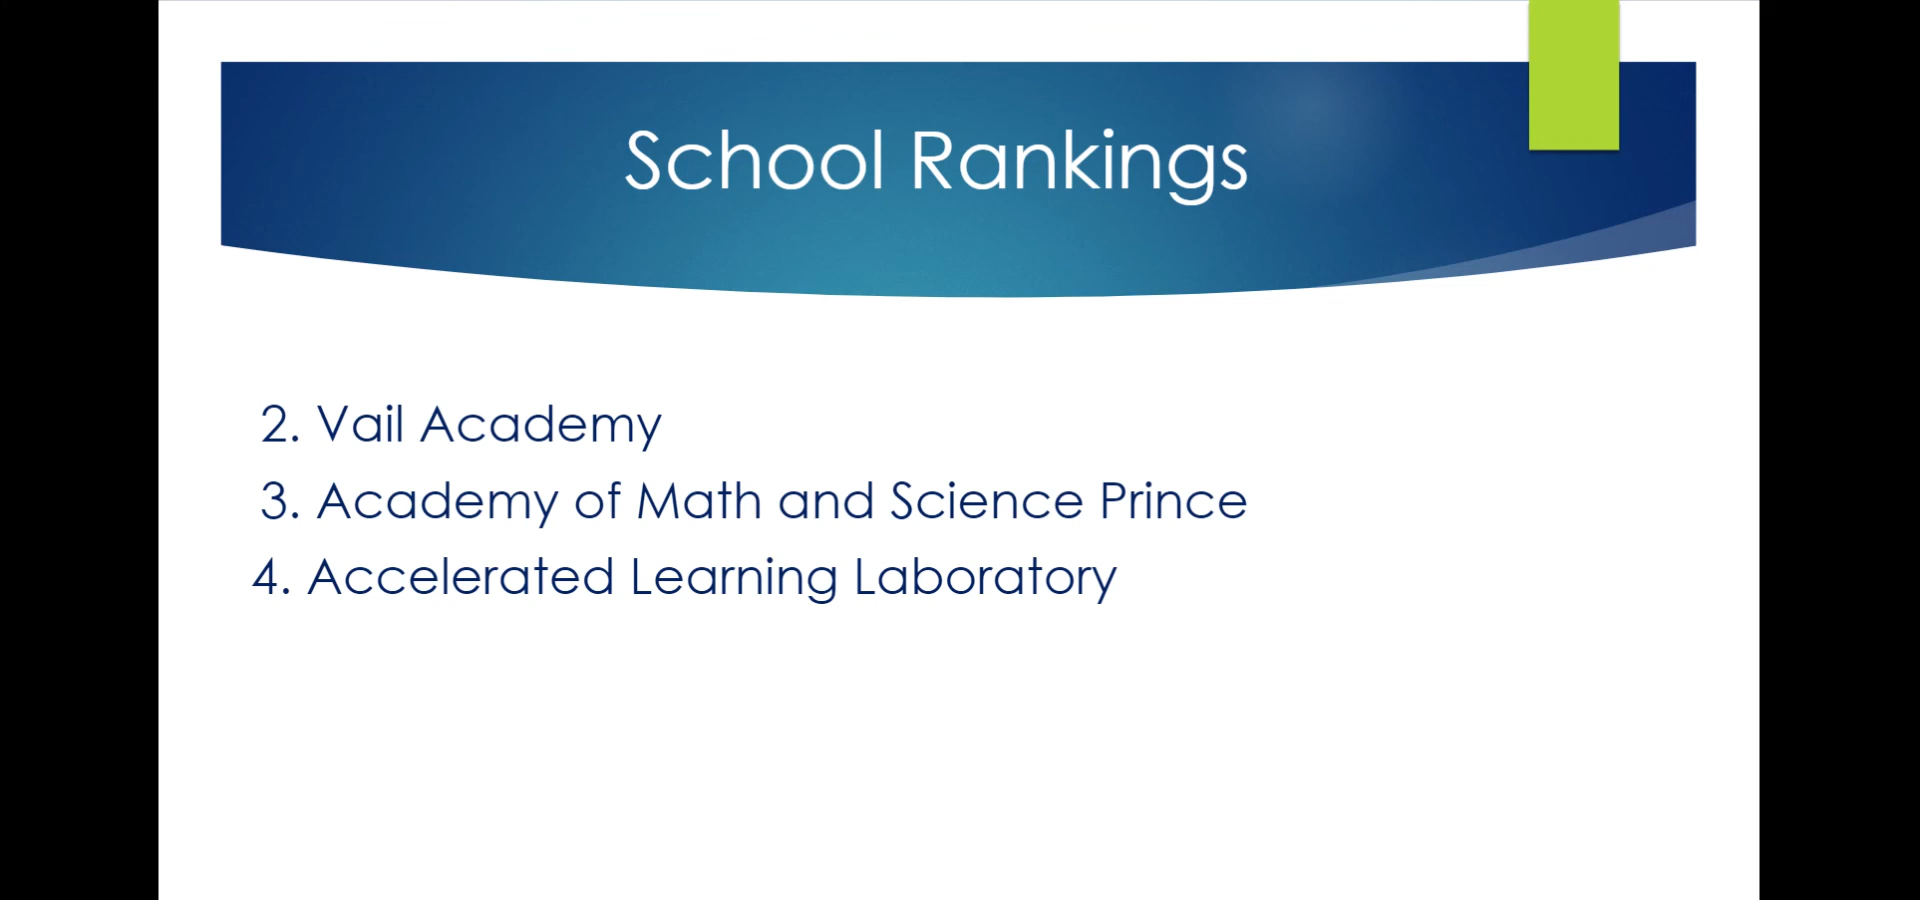 School Rankings
2. Vail Academy
3. Academy of Math and Science Prince
4. Accelerated Learning Laboratory